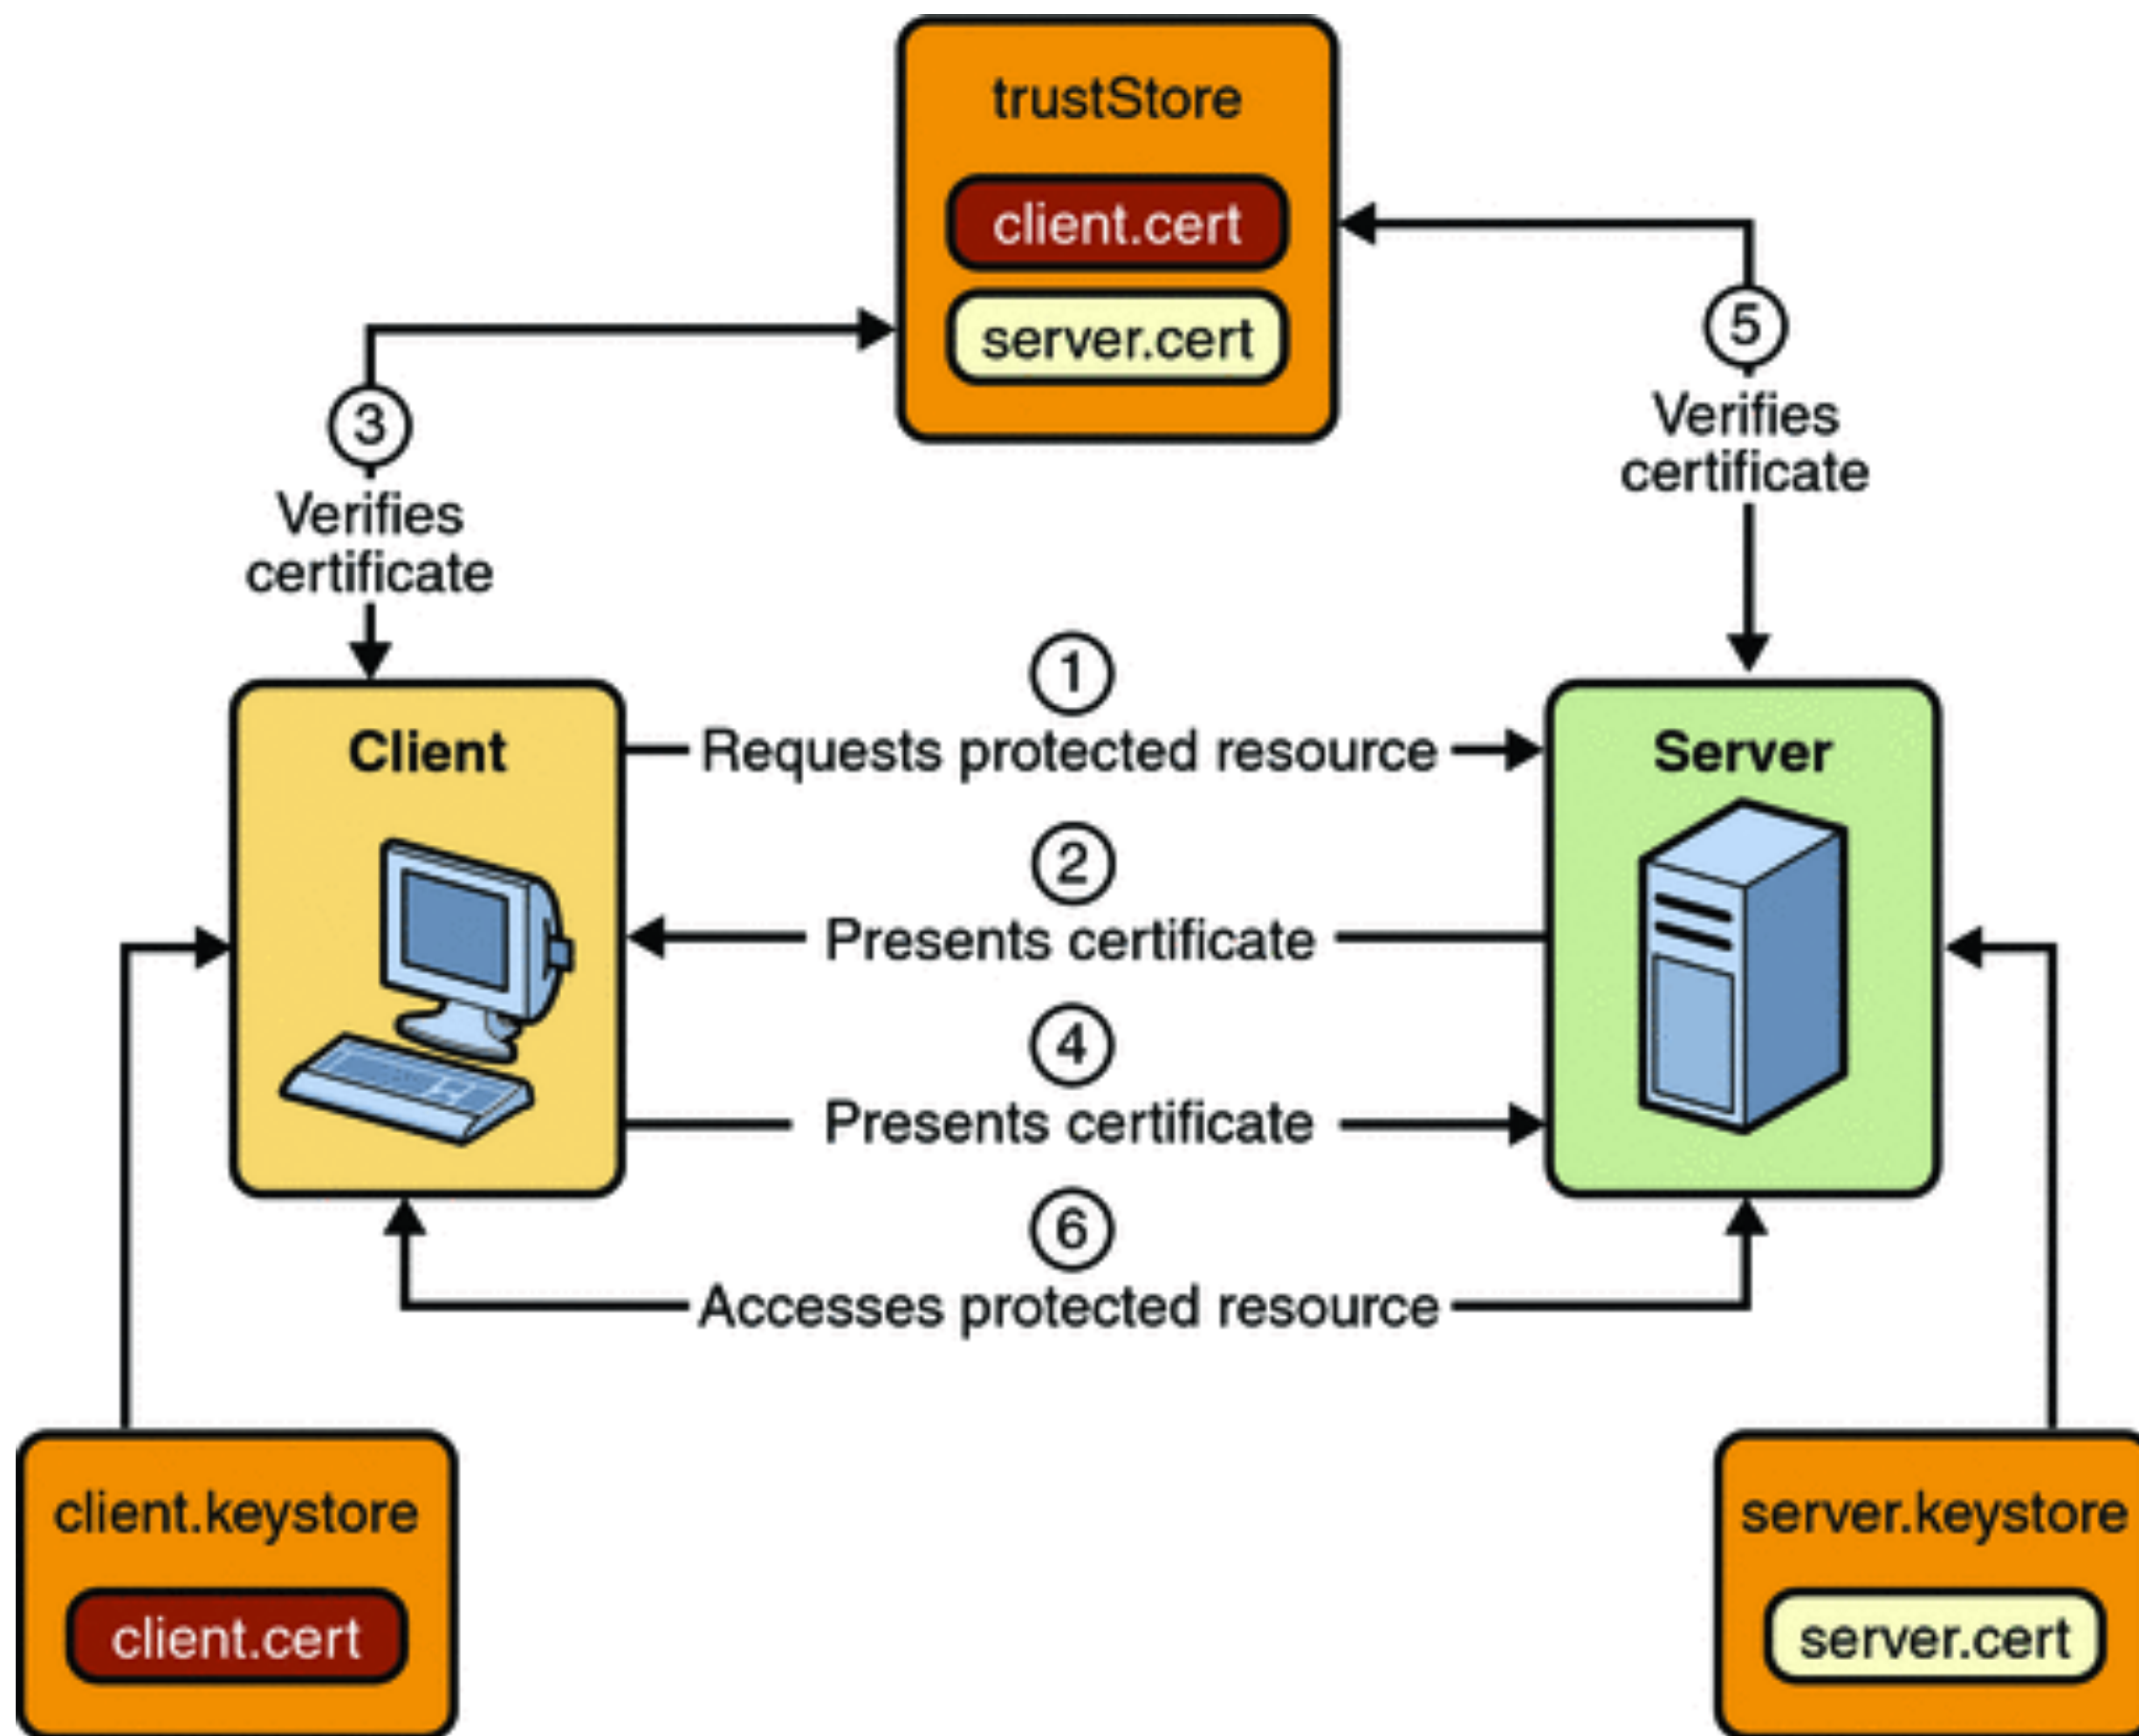 trustStore
client.cert
server.cert
3
Verifies
certificate
5
Verifies
certificate
Client
Server
1
Requests protected resource
2
Presents certificate
4
Presents certificate
6
Accesses protected resource
client.keystore
client.cert
server.keystore
server.cert